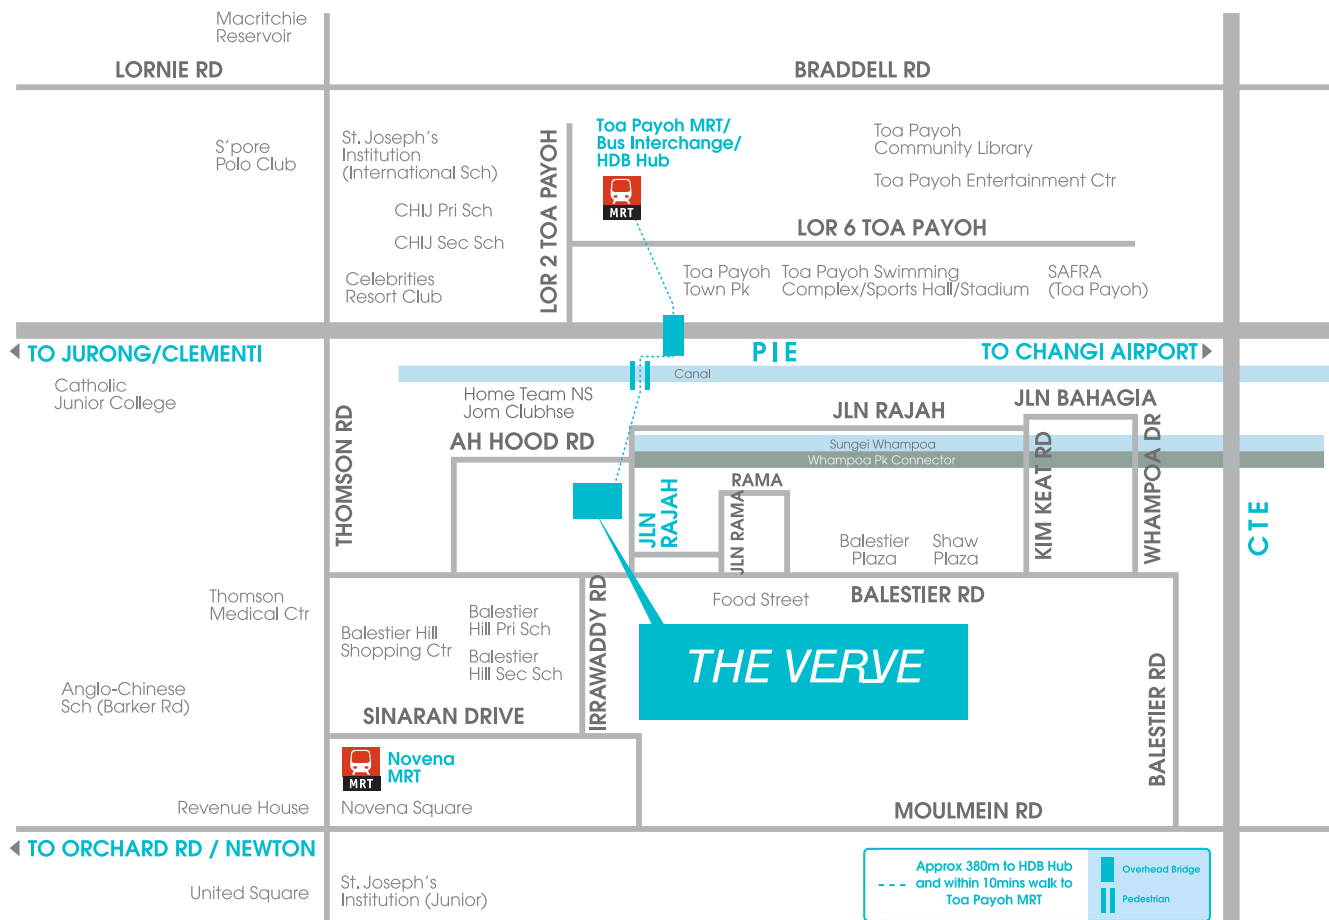 Macritchie
Reservoir
LORNIE RD
BRADDELL RD
S'pore
Polo Club
St. Joseph's
Institution
(International Sch)
CHIJ Pri Sch
CHIJ Sec Sch
Celebrities
Resort Club
LOR 2 TOA PAYOH
Toa Payoh MRT/
Bus Interchange/
HDB Hub
MRT
Toa Payoh
Community Library
Toa Payoh Entertainment Ctr
LOR 6 TOA PAYOH
Toa Payoh
Town Pk
Toa Payoh Swimming
Complex/Sports Hall/Stadium
SAFRA
(Toa Payoh)
TO JURONG/CLEMENTI
PIE
TO CHANGI AIRPORT
Canal
Catholic
Junior College
THOMSON RD
Home Team NS
Jom Clubhse
AH HOOD RD
JLN RAJAH
JLN BAHAGIA
Sungei Whampoa
Whampoa Pk Connector
JLN
RAJAH
RAMA
JLN RAMA
Balestier
Plaza
Shaw
Plaza
KIM KEAT RD
WHAMPOA DR
CTE
Thomson
Medical Ctr
Balestier Hill
Shopping Ctr
Balestier
Hill Pri Sch
Balestier
Hill Sec Sch
IRRAWADDY RD
Food Street
BALESTIER RD
THE VERVE
BALESTIER RD
Anglo-Chinese
Sch (Barker Rd)
SINARAN DRIVE
MRT
Novena
MRT
Revenue House
Novena Square
MOULMEIN RD
TO ORCHARD RD / NEWTON
United Square
St. Joseph's
Institution (Junior)
Approx 380m to HDB Hub
and within 10mins walk to
Toa Payoh MRT
Overhead Bridge
Pedestrian